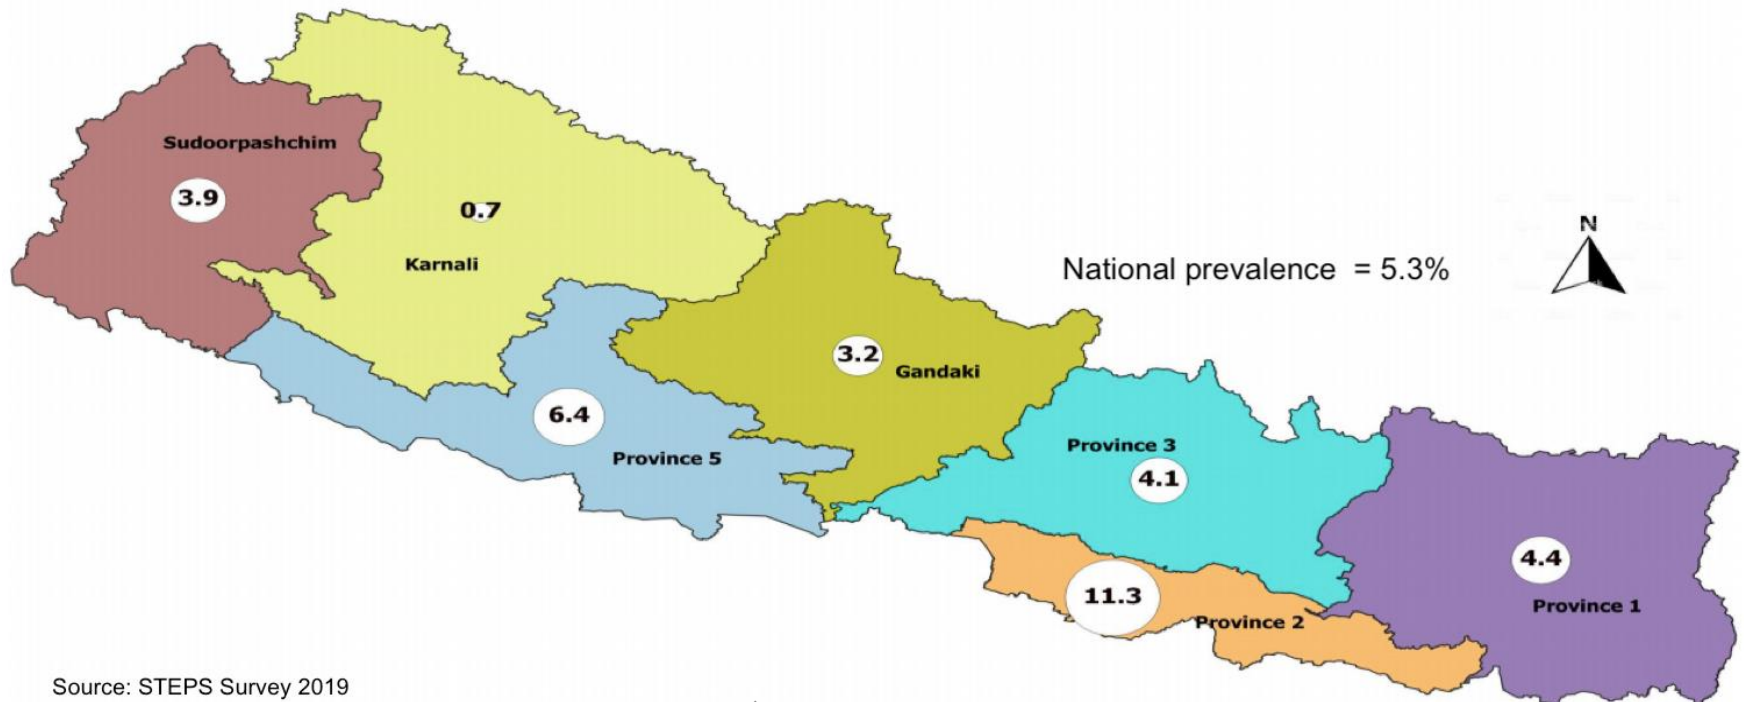 Sudoorpashchim
3.9
0.7
Karnali
N
National prevalence = 5.3%
3.2
Gandaki
6.4
Province 5
Province 3
4.1
4.4
Province 1
11.3
Province 2
Source: STEPS Survey 2019